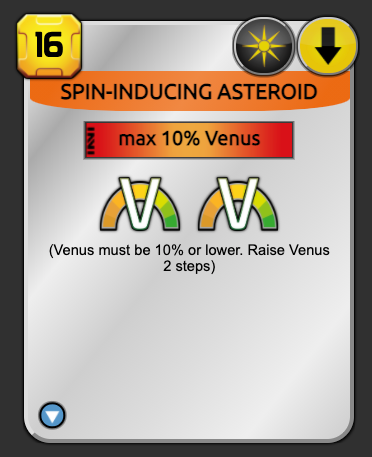 16
SPIN-INDUCING ASTEROID
max 10% Venus
V V
(Venus must be 10% or lower. Raise Venus
2 steps)